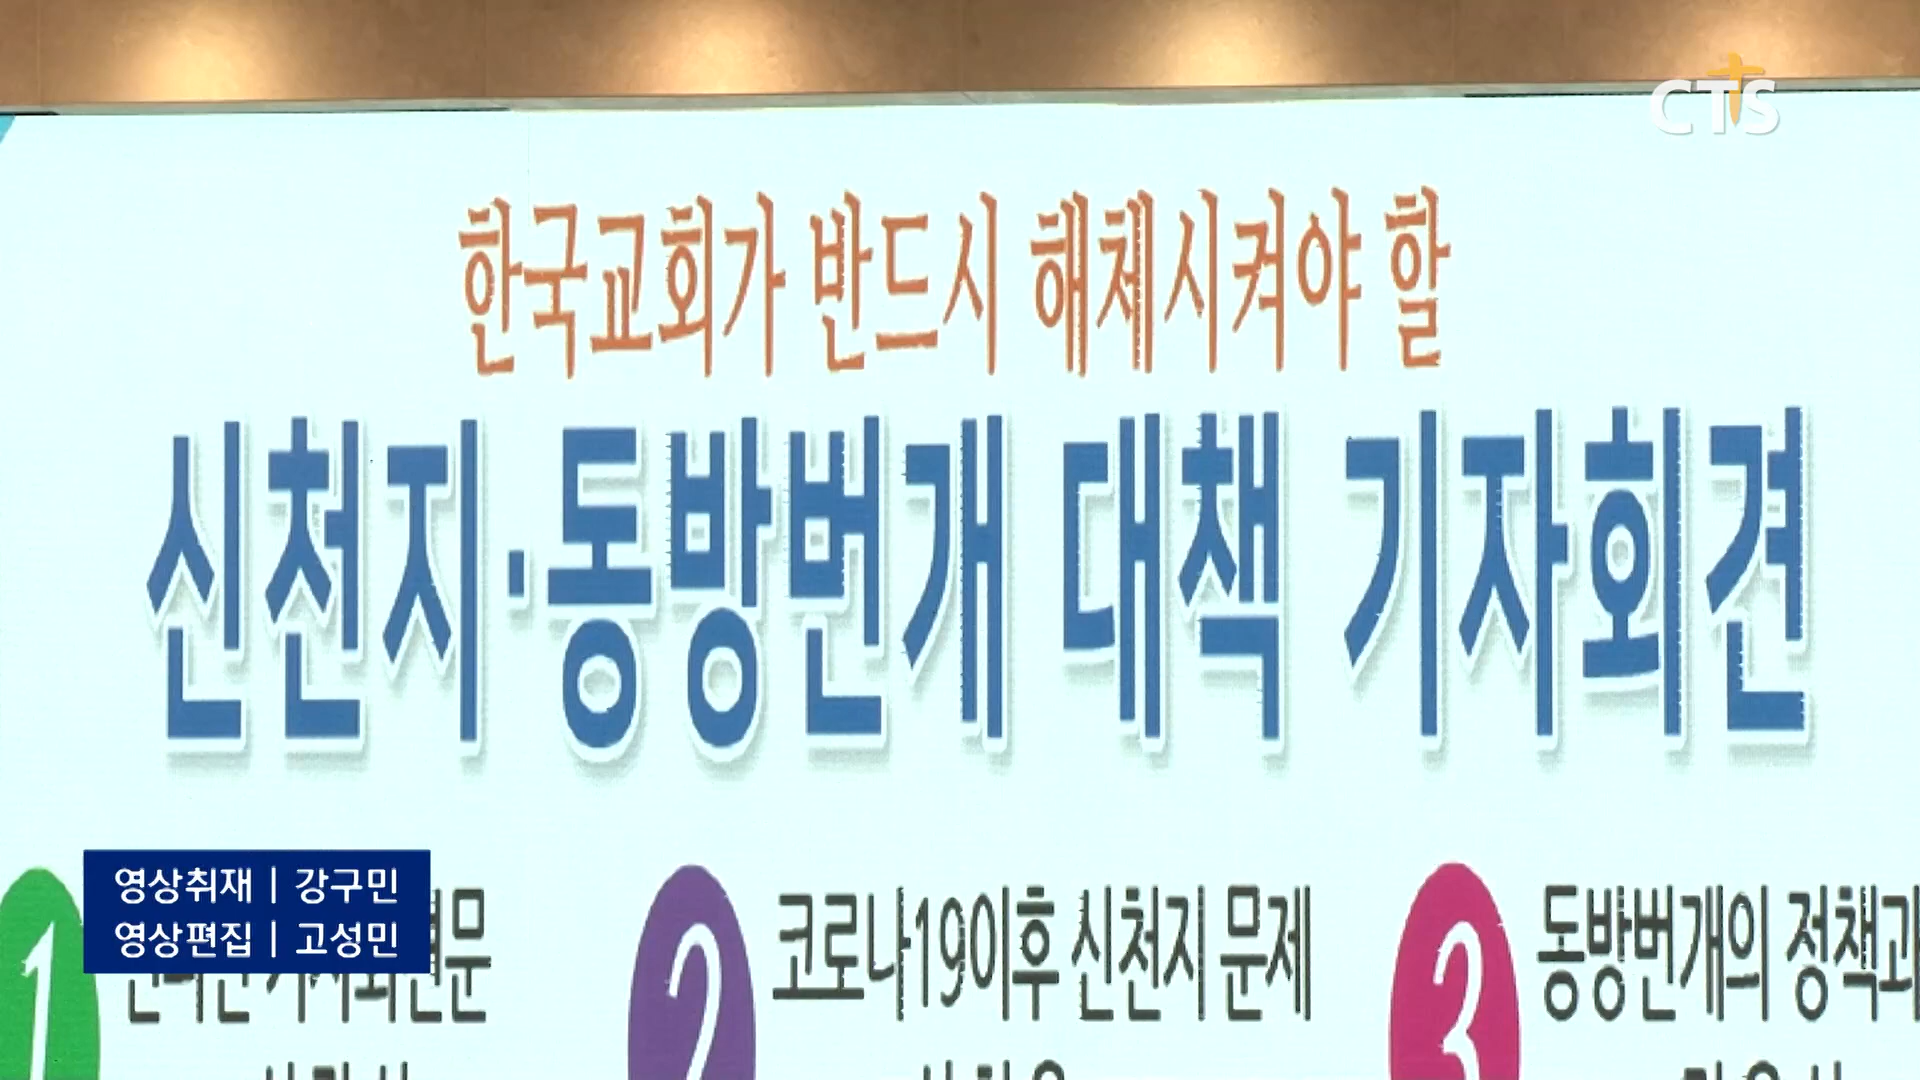 CTS
한국교회가 반드시 해체시켜야 할
신천지·동방번개 대책 기자회견
영상취재 | 강구민
영상편집 | 고성민
1
2 코로나19이후 신천지 문제
3 동방번개의 정책과